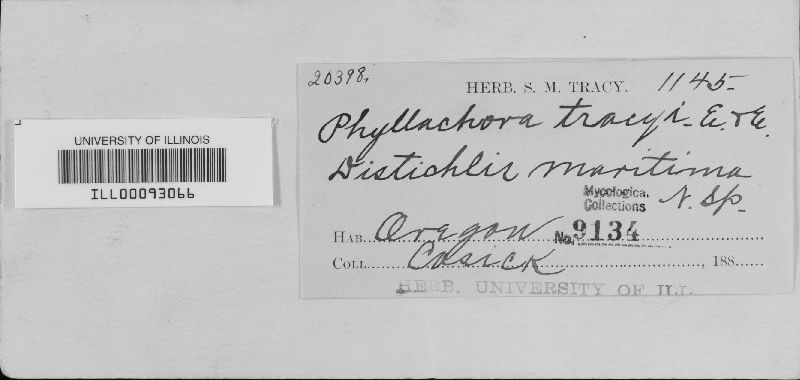 UNIVERSITY OF ILLINOIS
ILL00093066
20398.
HERB. S. M. TRACY. 1145-
Phyllachora tracyi - E. & E.
Distichlis maritima
N. Sp.
Mycological
Collections
No. 9134
HAB. Oregon
COLL. Cusick, 188
HERB. UNIVERSITY OF ILL.